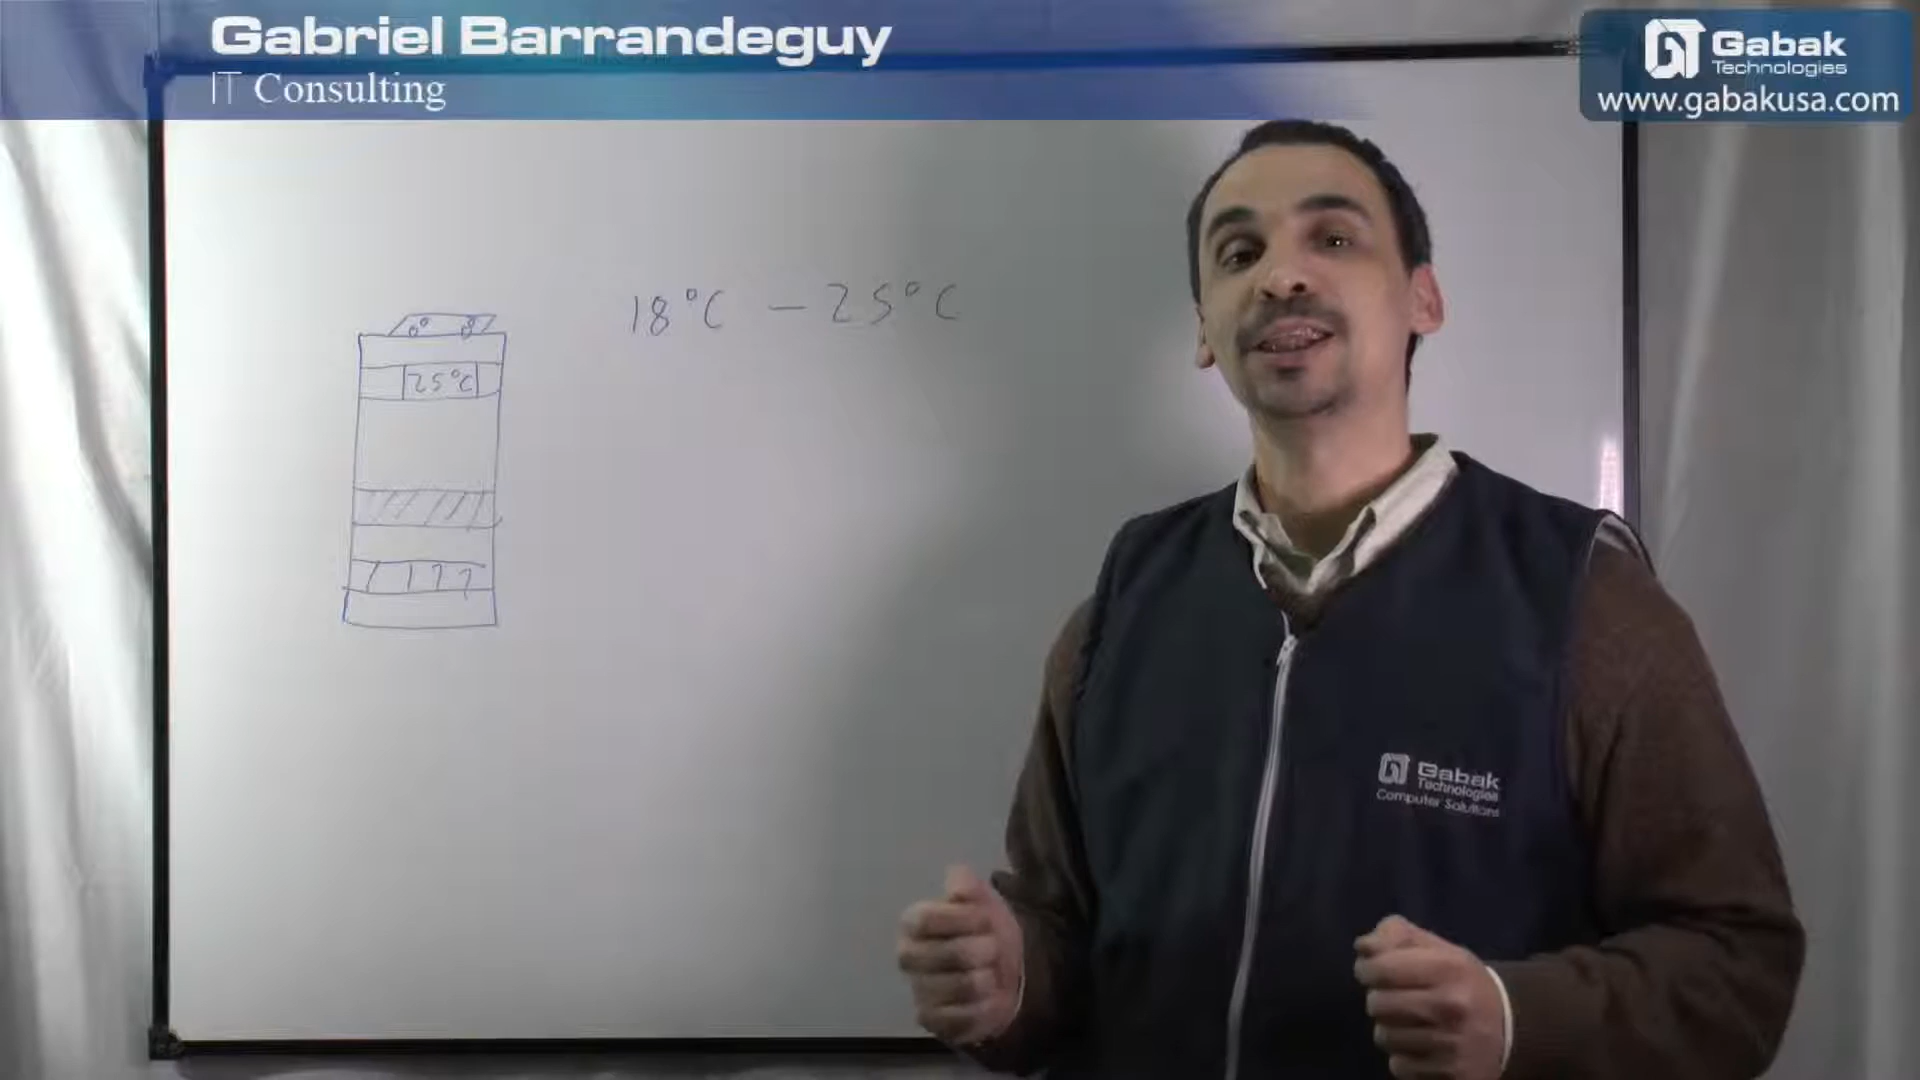 Gabriel Barrandeguy
IT Consulting
Gabak
Technologies
www.gabakusa.com
18°C — 25°C
25°C
Gabak
Technologies
Computer Solutions